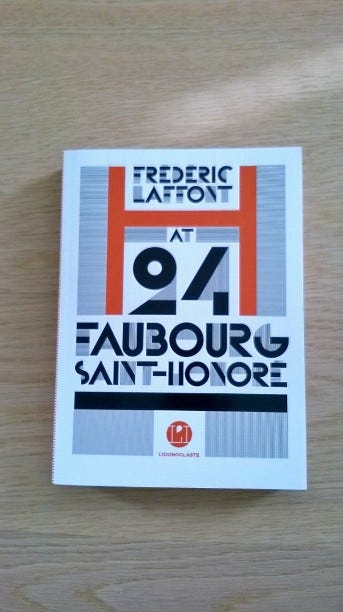 FRÉDÉRIC
LAFFONT
AT
24
FAUBOURG
SAINT-HONORÉ
L'ICONOCLASTE